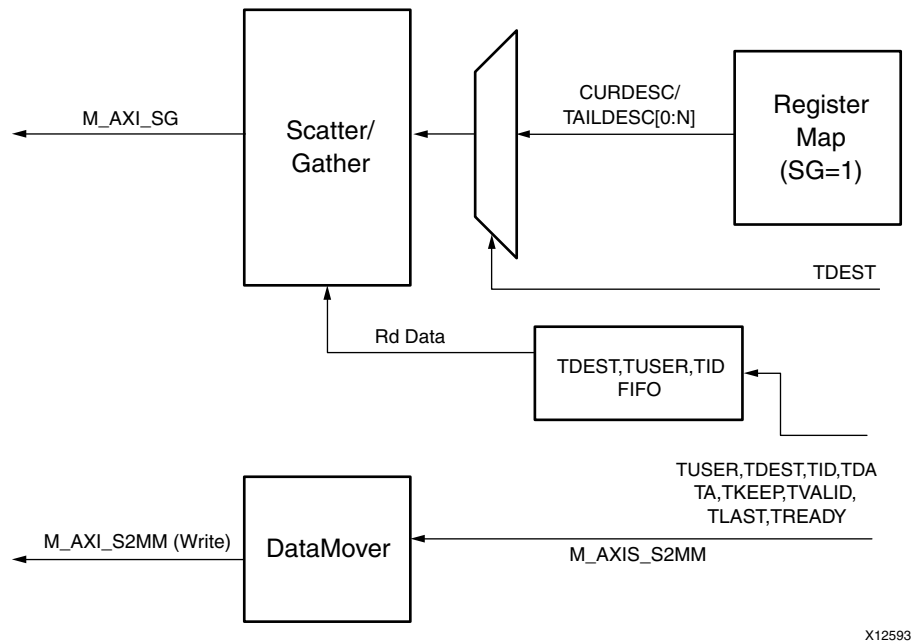 M_AXI_SG
Scatter/
Gather
CURDESC/
TAILDESC[0:N]
Register
Map
(SG=1)
TDEST
Rd Data
TDEST,TUSER,TID
FIFO
TUSER,TDEST,TID,TDA
TA,TKEEP,TVALID,
TLAST,TREADY
M_AXI_S2MM (Write)
DataMover
M_AXIS_S2MM
X12593